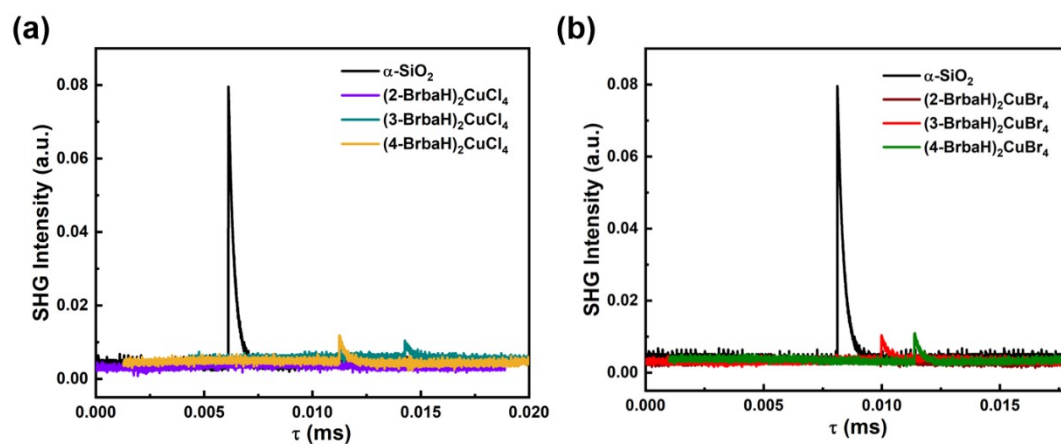 (a)
α-SiO₂
(2-BrbaH)₂CuCl₄
(3-BrbaH)₂CuCl₄
(4-BrbaH)₂CuCl₄
SHG Intensity (a.u.)
0.08
0.06
0.04
0.02
0.00
0.000
0.005
0.010
0.015
0.020
τ (ms)
(b)
α-SiO₂
(2-BrbaH)₂CuBr₄
(3-BrbaH)₂CuBr₄
(4-BrbaH)₂CuBr₄
SHG Intensity (a.u.)
0.08
0.06
0.04
0.02
0.00
0.000
0.005
0.010
0.015
τ (ms)